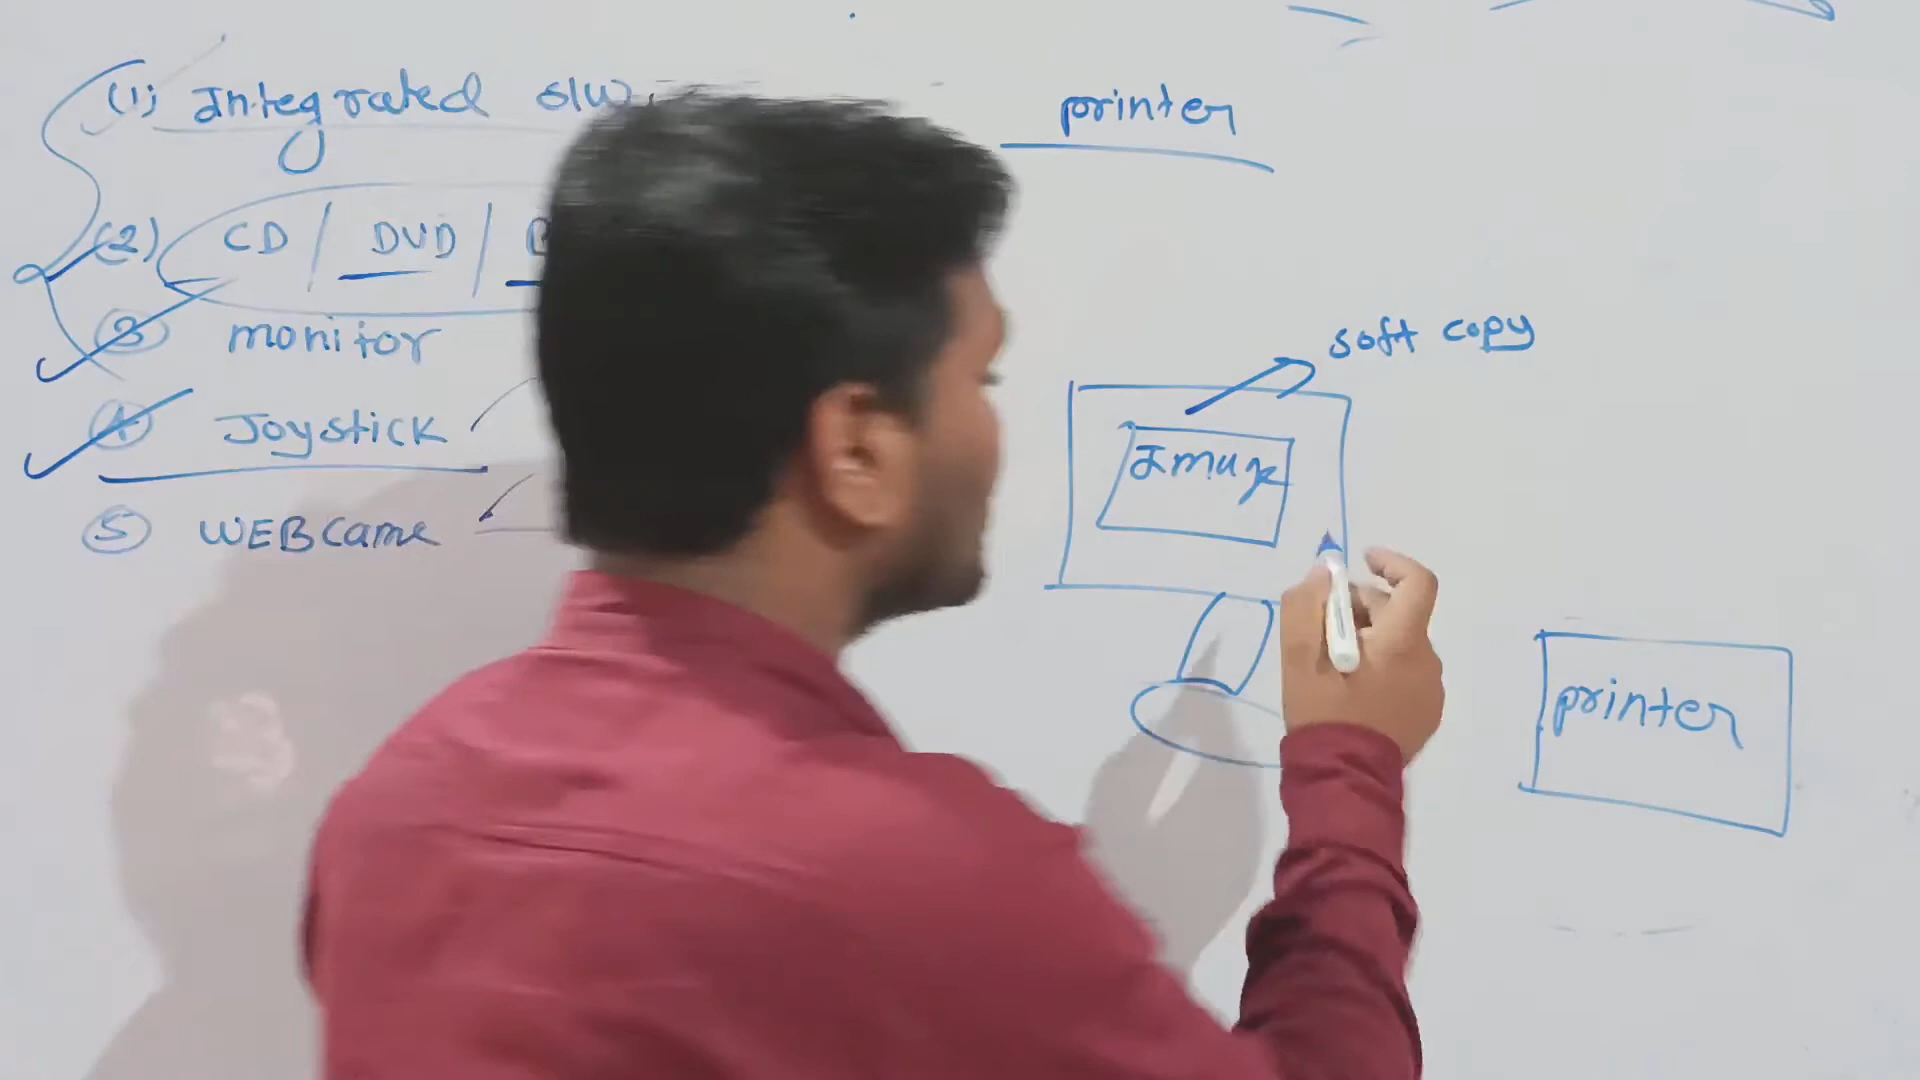 (1) Integrated s/w
(2) CD / DVD / B
③ monitor
④ Joystick
⑤ WEBCame
printer
soft copy
Image
printer